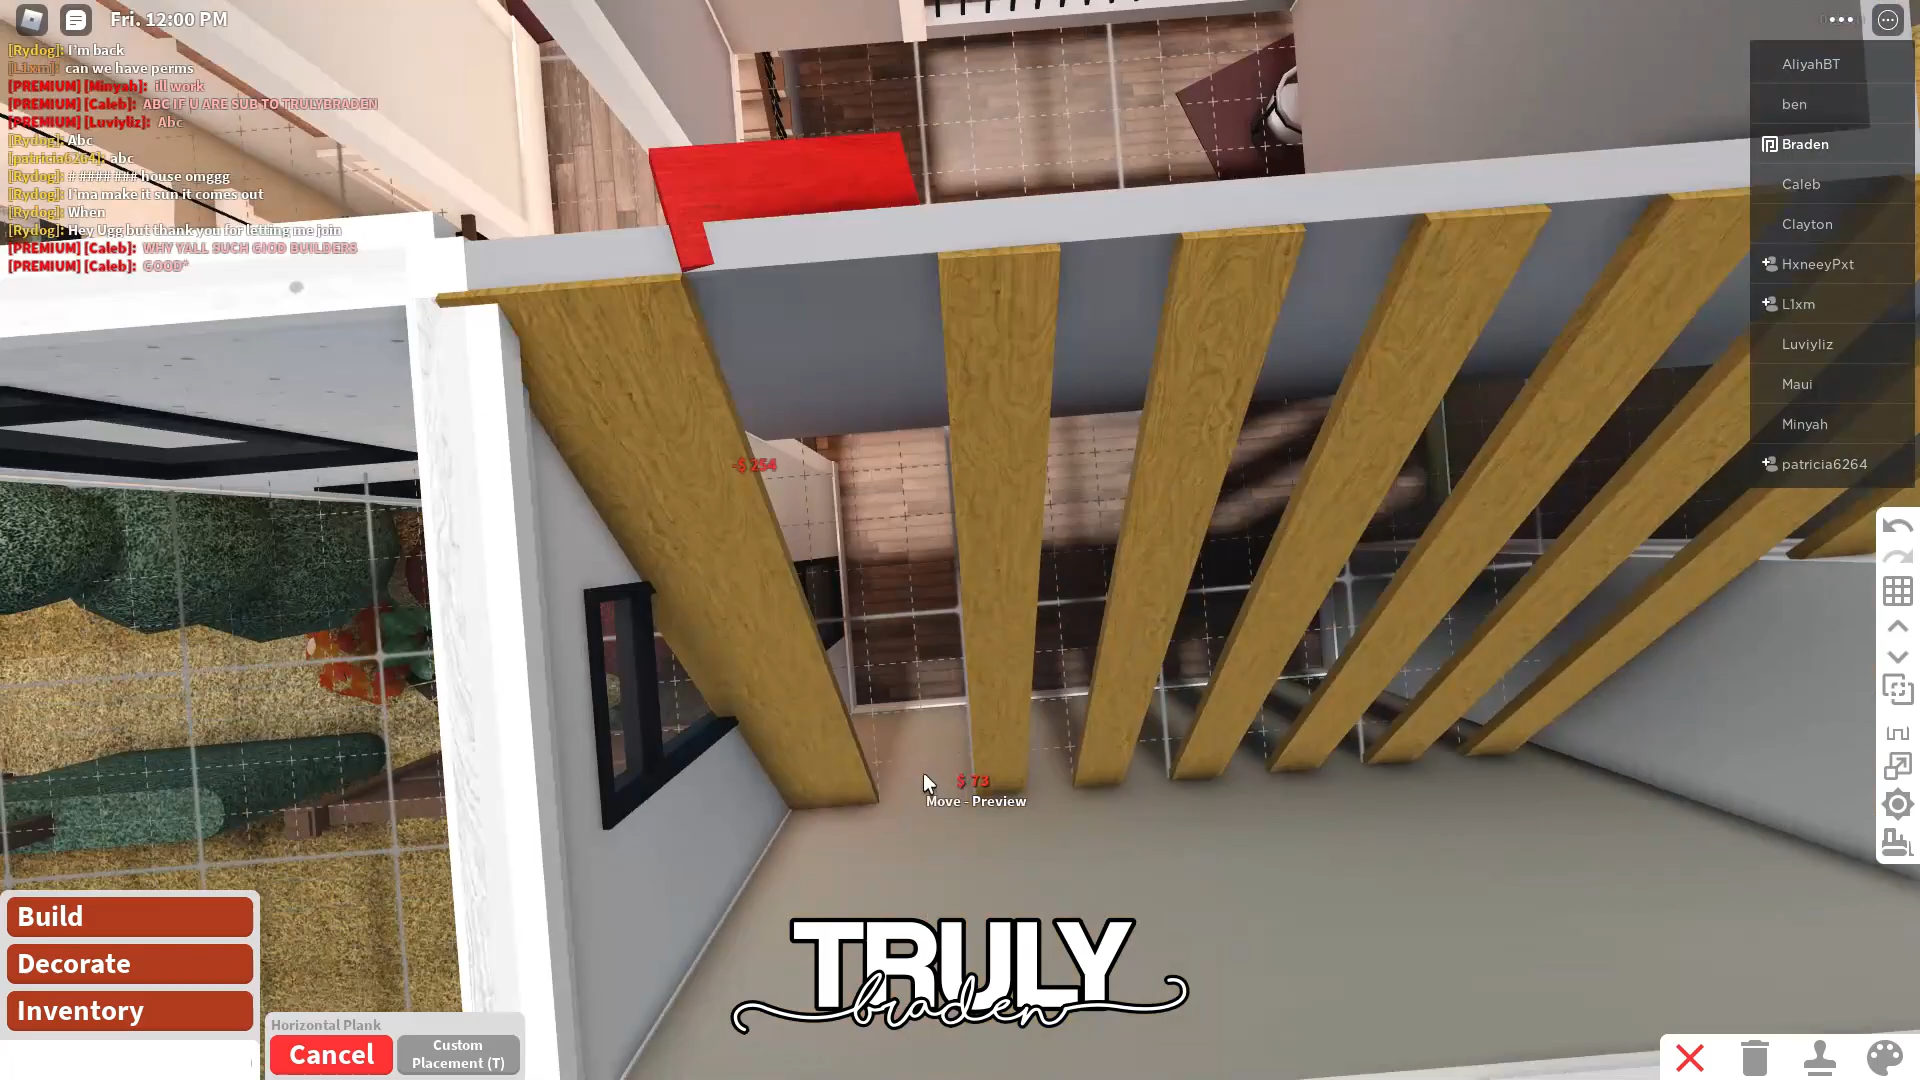 Fri. 12:00 PM
[Rydog]: I'm back
[L1xm]: can we have perms
[PREMIUM] [Minyah]: ill work
[PREMIUM] [Caleb]: ABC IF U ARE SUB TO TRULYBRADEN
[PREMIUM] [Luviyliz]: Abc
[Rydog]: Abc
[patricia6264]: abc
[Rydog]: # ####### house omggg
[Rydog]: I'ma make it sun it comes out
[Rydog]: When
[Rydog]: Hey Ugg but thank you for letting me join
[PREMIUM] [Caleb]: WHY YALL SUCH GIOD BUILDERS
[PREMIUM] [Caleb]: GOOD*
AliyahBT
ben
Braden
Caleb
Clayton
HxneeyPxt
L1xm
Luviyliz
Maui
Minyah
patricia6264
-$ 254
$ 73
Move - Preview
TRULY
braden
Build
Decorate
Inventory
Horizontal Plank
Cancel
Custom
Placement (T)